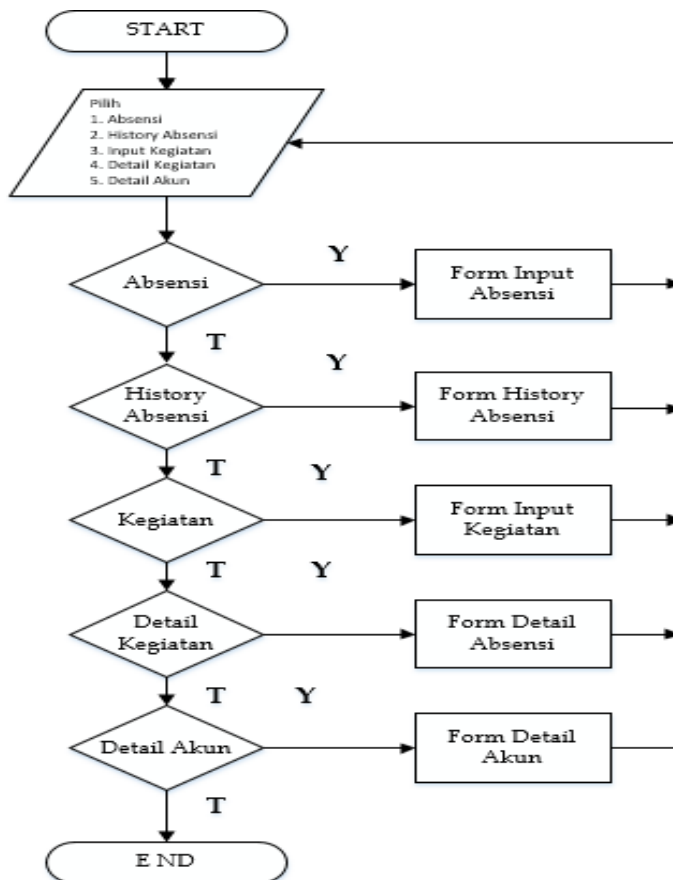 START
Pilih
1. Absensi
2. History Absensi
3. Input Kegiatan
4. Detail Kegiatan
5. Detail Akun
Absensi
Y
Form Input
Absensi
T
History
Absensi
Y
Form History
Absensi
T
Kegiatan
Y
Form Input
Kegiatan
T
Detail
Kegiatan
Y
Form Detail
Absensi
T
Detail Akun
Y
Form Detail
Akun
T
E ND